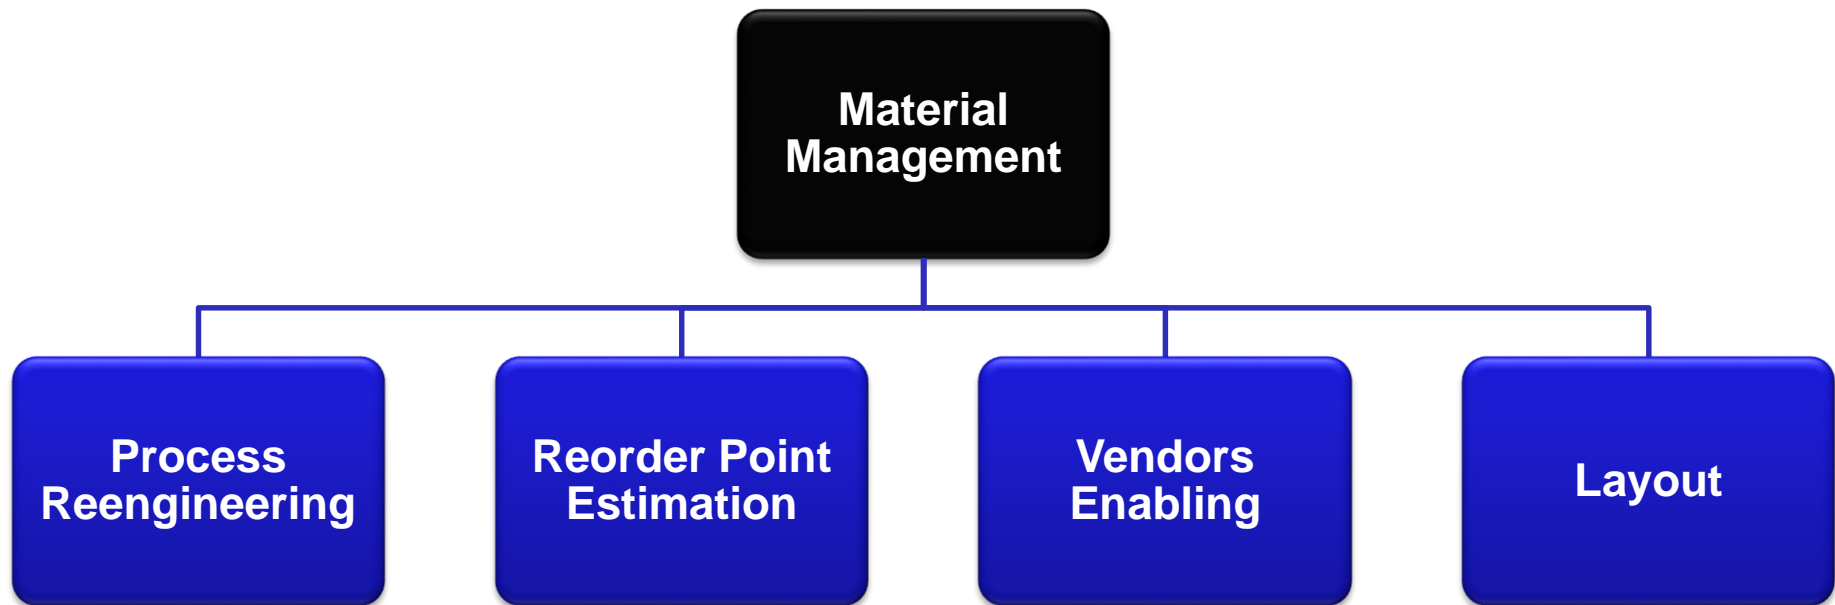 Material
Management
Process
Reengineering
Reorder Point
Estimation
Vendors
Enabling
Layout